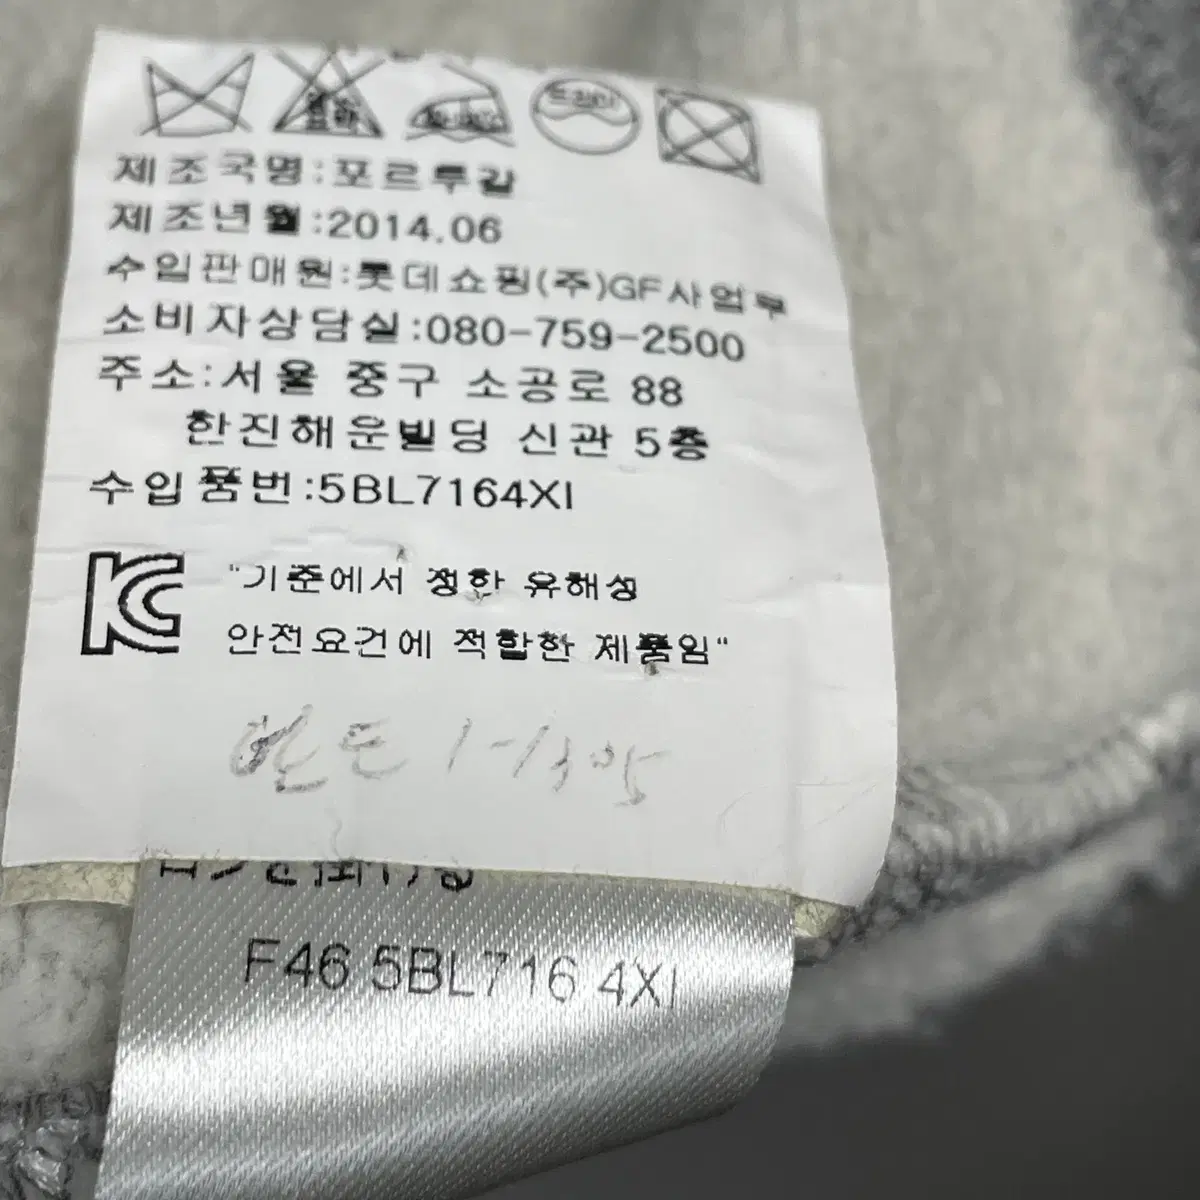 드라이
제조국명:포르투갈
제조년월:2014.06
수입판매원:롯데쇼핑(주)GF사업부
소비자상담실:080-759-2500
주소:서울 중구 소공로 88
한진해운빌딩 신관 5층
수입품번:5BL7164XI
"기준에서 정한 유해성
안전요건에 적합한 제품임"
F46 5BL716 4XI